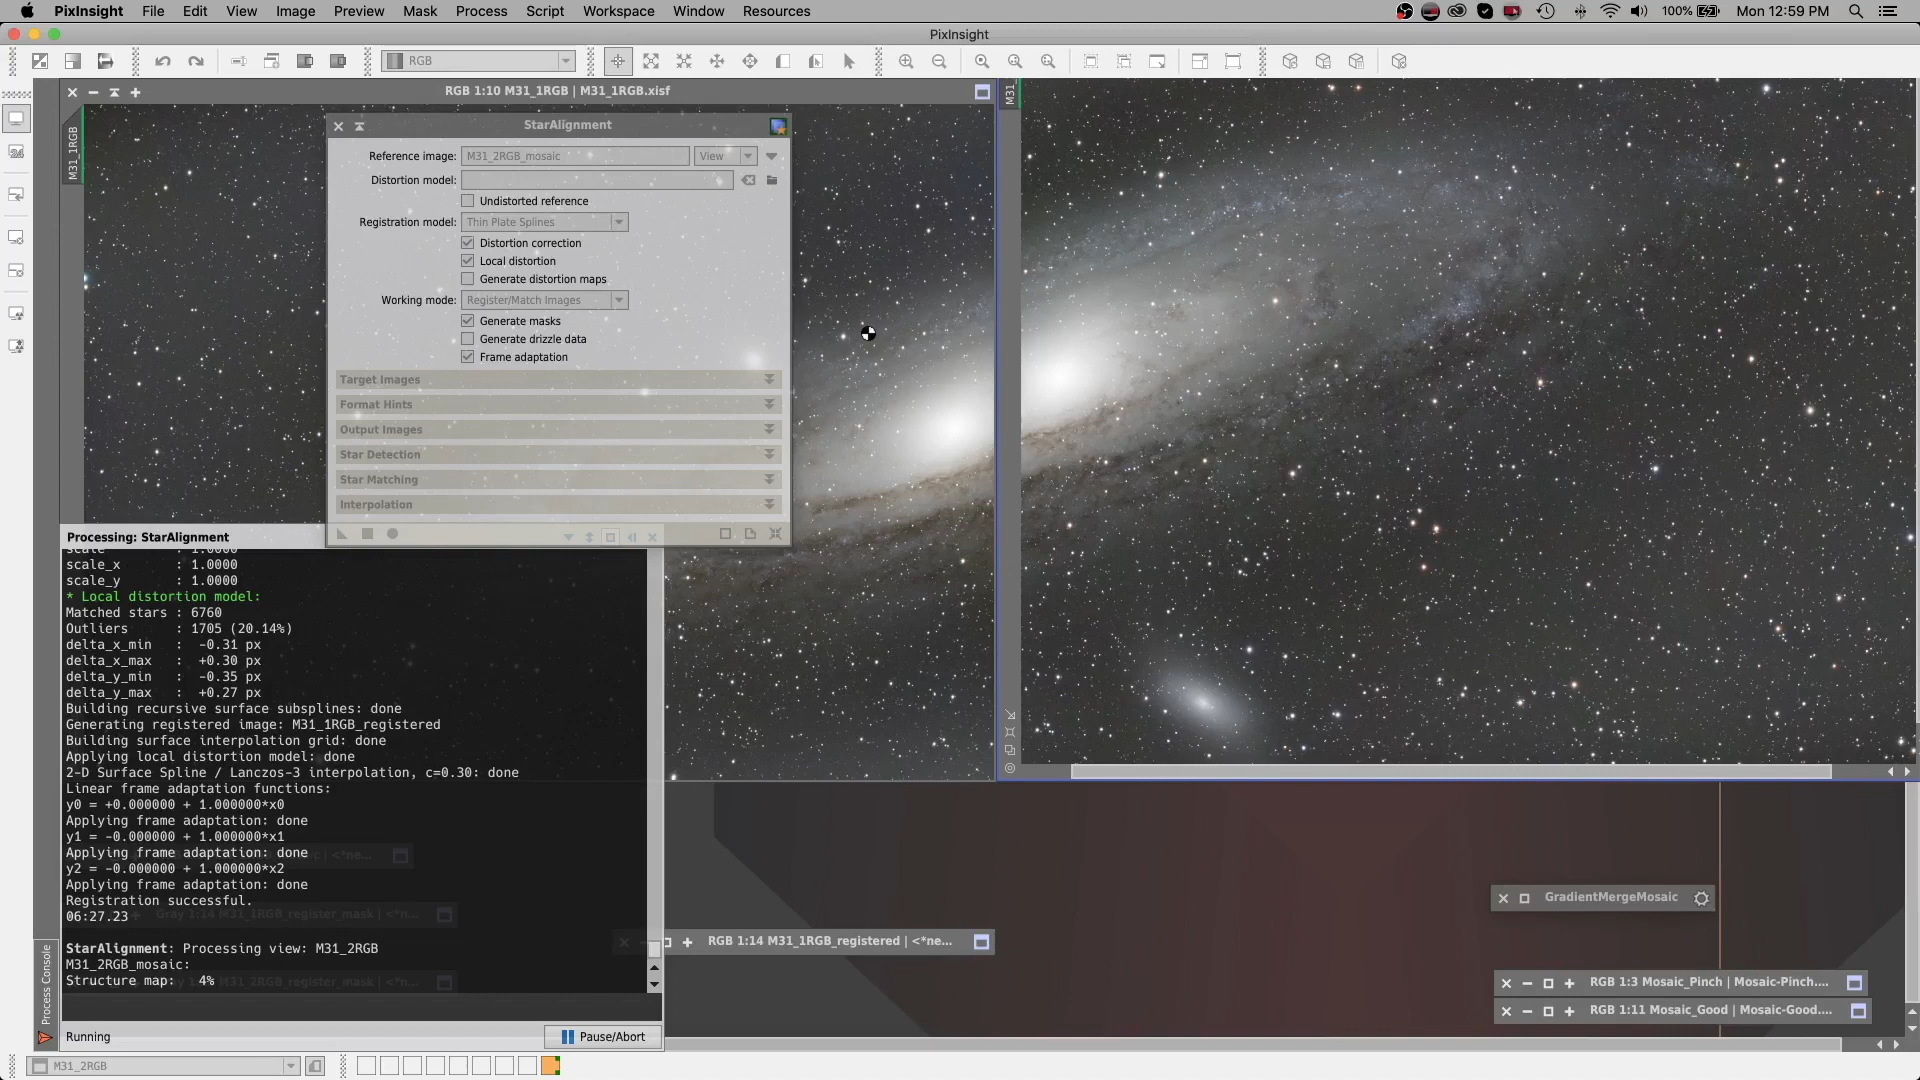 PixInsight File Edit View Image Preview Mask Process Script Workspace Window Resources
100% Mon 12:59 PM
PixInsight
RGB
RGB 1:10 M31_1RGB | M31_1RGB.xisf
M31_1RGB
M31_
StarAlignment
Reference image: M31_2RGB_mosaic View
Distortion model:
Undistorted reference
Registration model: Thin Plate Splines
Distortion correction
Local distortion
Generate distortion maps
Working mode: Register/Match Images
Generate masks
Generate drizzle data
Frame adaptation
Target Images
Format Hints
Output Images
Star Detection
Star Matching
Interpolation
Processing: StarAlignment
scale : 1.0000
scale_x : 1.0000
scale_y : 1.0000
* Local distortion model:
Matched stars : 6760
Outliers : 1705 (20.14%)
delta_x_min : -0.31 px
delta_x_max : +0.30 px
delta_y_min : -0.35 px
delta_y_max : +0.27 px
Building recursive surface subsplines: done
Generating registered image: M31_1RGB_registered
Building surface interpolation grid: done
Applying local distortion model: done
2-D Surface Spline / Lanczos-3 interpolation, c=0.30: done
Linear frame adaptation functions:
y0 = +0.000000 + 1.000000*x0
Applying frame adaptation: done
y1 = -0.000000 + 1.000000*x1
Applying frame adaptation: done
y2 = -0.000000 + 1.000000*x2
Applying frame adaptation: done
Registration successful.
06:27.23
Gray 1:14 M31_1RGB_register_mask | <*n...
StarAlignment: Processing view: M31_2RGB
M31_2RGB_mosaic:
Structure map: 4%
M31_2RGB_register_mask | <*n...
Process Console
Running
Pause/Abort
RGB 1:14 M31_1RGB_registered | <*ne...
GradientMergeMosaic
RGB 1:3 Mosaic_Pinch | Mosaic-Pinch....
RGB 1:11 Mosaic_Good | Mosaic-Good....
M31_2RGB